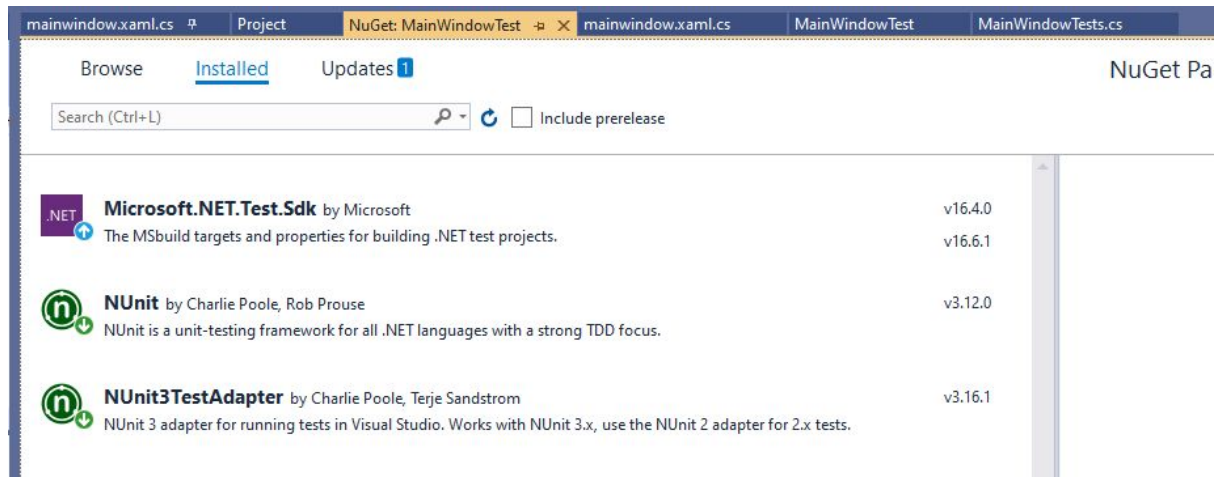 mainwindow.xaml.cs Project NuGet: MainWindowTest mainwindow.xaml.cs MainWindowTest MainWindowTests.cs
Browse Installed Updates 1 NuGet Pa
Search (Ctrl+L) Include prerelease
.NET Microsoft.NET.Test.Sdk by Microsoft v16.4.0
The MSbuild targets and properties for building .NET test projects. v16.6.1
n NUnit by Charlie Poole, Rob Prouse v3.12.0
NUnit is a unit-testing framework for all .NET languages with a strong TDD focus.
n NUnit3TestAdapter by Charlie Poole, Terje Sandstrom v3.16.1
NUnit 3 adapter for running tests in Visual Studio. Works with NUnit 3.x, use the NUnit 2 adapter for 2.x tests.